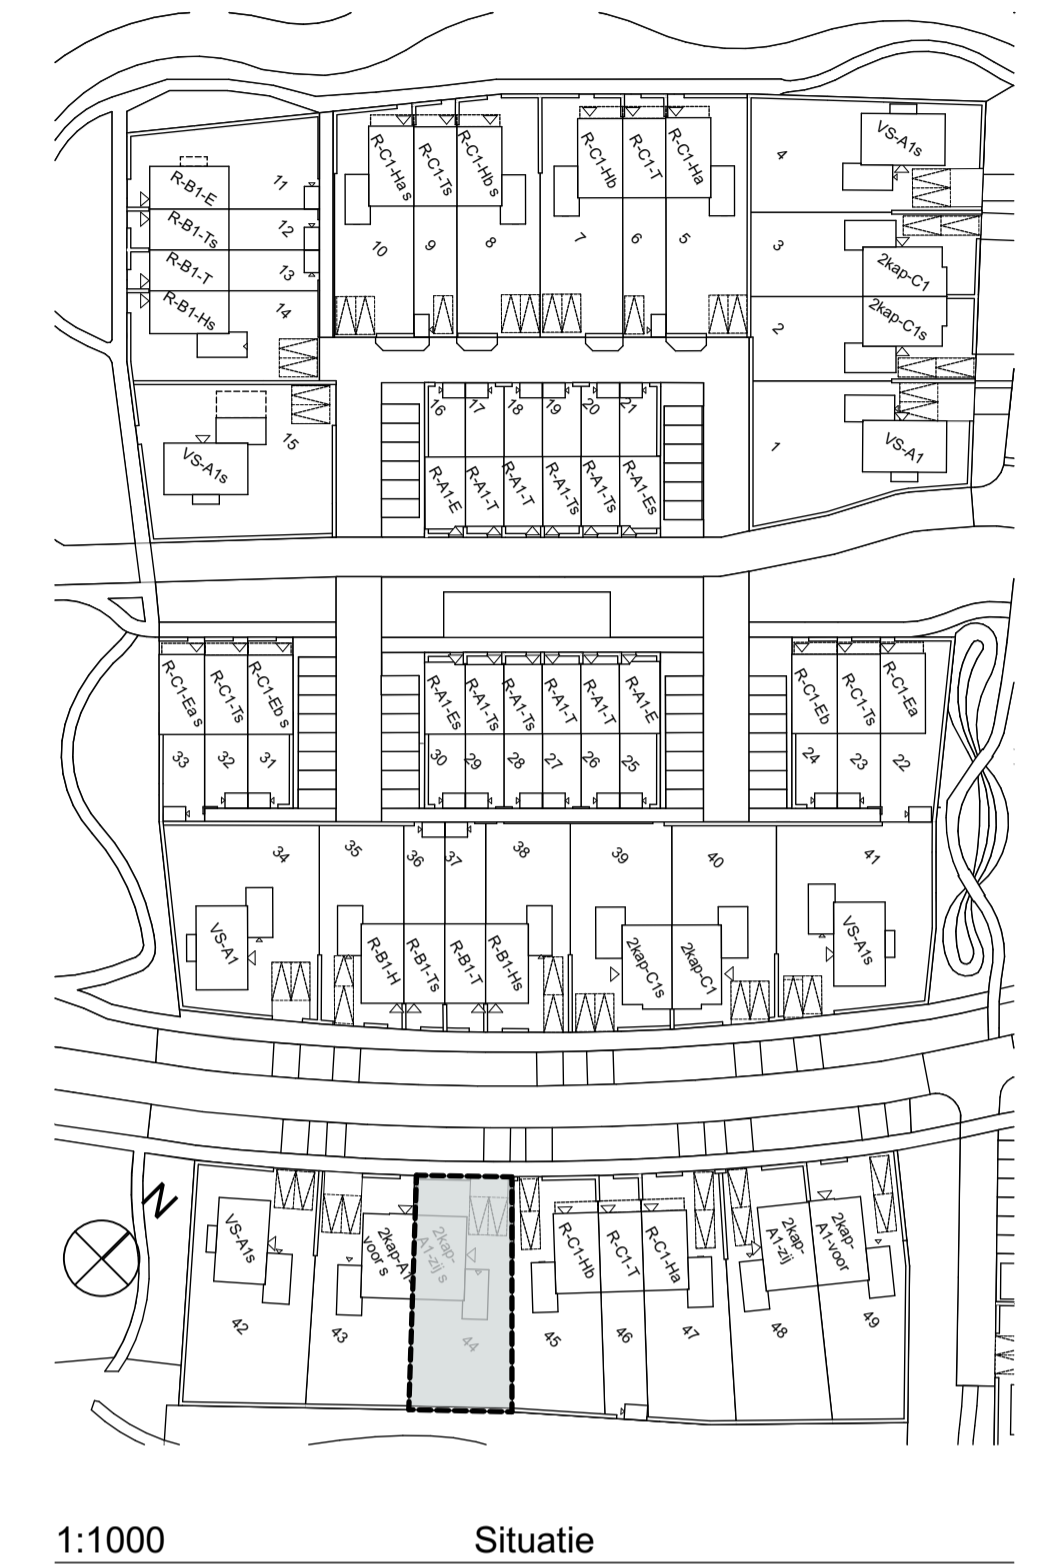 R-C1-Ha s
R-C1-Ts
R-C1-Hb s
10
9
8
R-C1-Hb
R-C1-T
R-C1-Ha
7
6
5
VS-A1s
4
3
2kap-C1
2
2kap-C1s
1
VS-A1
R-B1-E
11
R-B1-Ts
12
R-B1-T
13
R-B1-Hs
14
VS-A1s
15
16
17
18
19
20
21
R-A1-E
R-A1-T
R-A1-T
R-A1-Ts
R-A1-Ts
R-A1-Es
R-C1-Ea s
R-C1-Ts
R-C1-Eb s
33
32
31
R-A1-Es
R-A1-Ts
R-A1-Ts
R-A1-T
R-A1-T
R-A1-E
30
29
28
27
26
25
R-C1-Eb
R-C1-Ts
R-C1-Ea
24
23
22
34
35
36
37
38
39
40
41
VS-A1
R-B1-H
R-B1-Ts
R-B1-T
R-B1-Hs
2kap-C1s
2kap-C1
VS-A1s
N
VS-A1s
42
2kap-A1-
voor s
43
2kap-
A1-zij s
44
R-C1-Hb
R-C1-T
R-C1-Ha
45
46
47
2kap-
A1-zij
48
2kap-
A1-voor
49
1:1000
Situatie